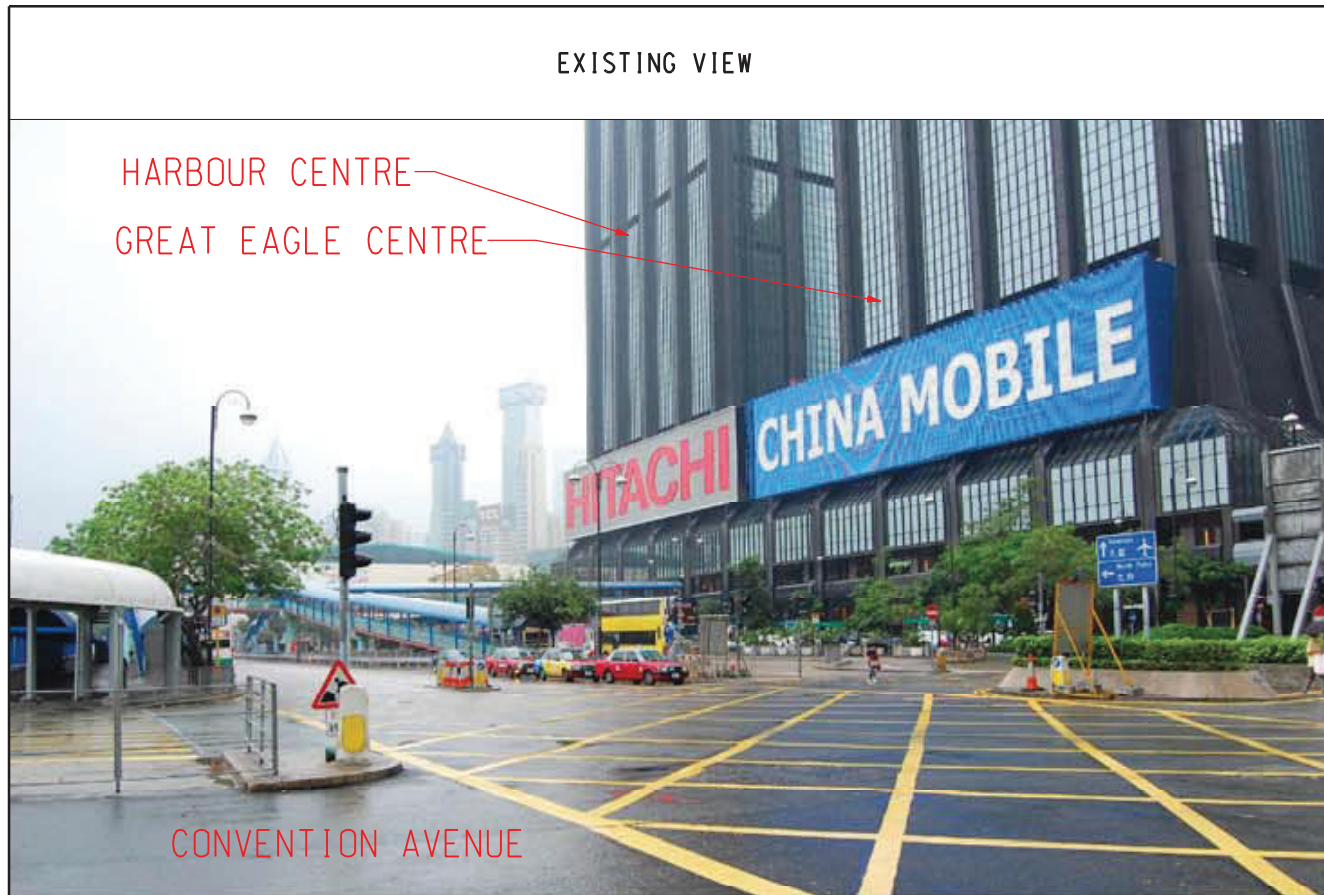 EXISTING VIEW
HARBOUR CENTRE
GREAT EAGLE CENTRE
CHINA MOBILE
HITACHI
CONVENTION AVENUE